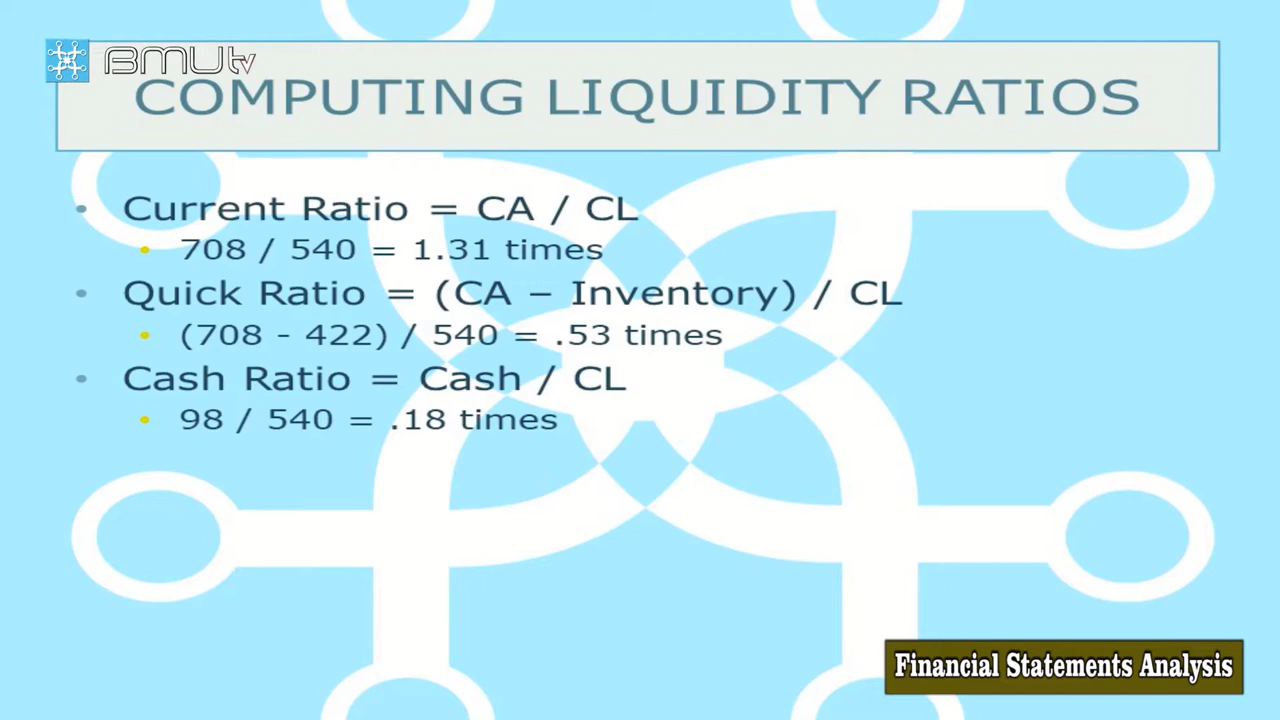 BMUtv
COMPUTING LIQUIDITY RATIOS
• Current Ratio = CA / CL
• 708 / 540 = 1.31 times
• Quick Ratio = (CA – Inventory) / CL
• (708 - 422) / 540 = .53 times
• Cash Ratio = Cash / CL
• 98 / 540 = .18 times
Financial Statements Analysis